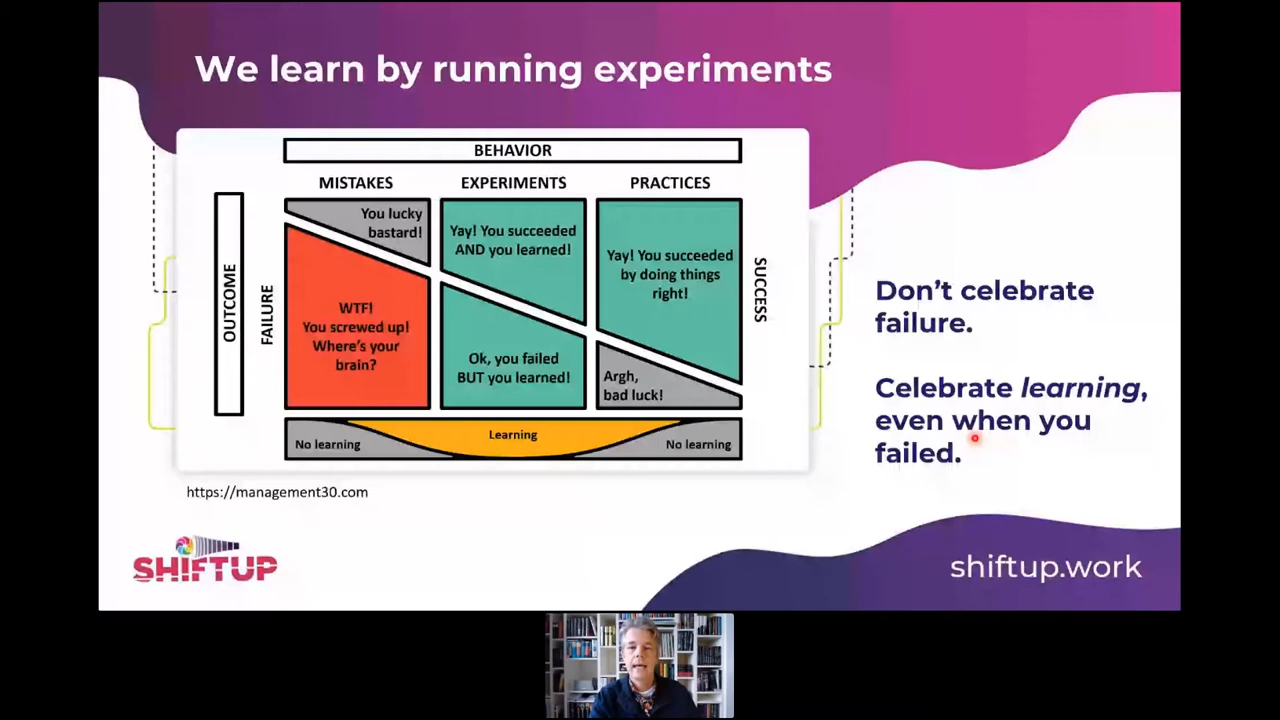 We learn by running experiments
BEHAVIOR
MISTAKES
EXPERIMENTS
PRACTICES
OUTCOME
FAILURE
SUCCESS
You lucky
bastard!
Yay! You succeeded
AND you learned!
Yay! You succeeded
by doing things
right!
WTF!
You screwed up!
Where's your
brain?
Ok, you failed
BUT you learned!
Argh,
bad luck!
No learning
Learning
No learning
https://management30.com
Don't celebrate
failure.
Celebrate learning,
even when you
failed.
SH!FTUP
shiftup.work